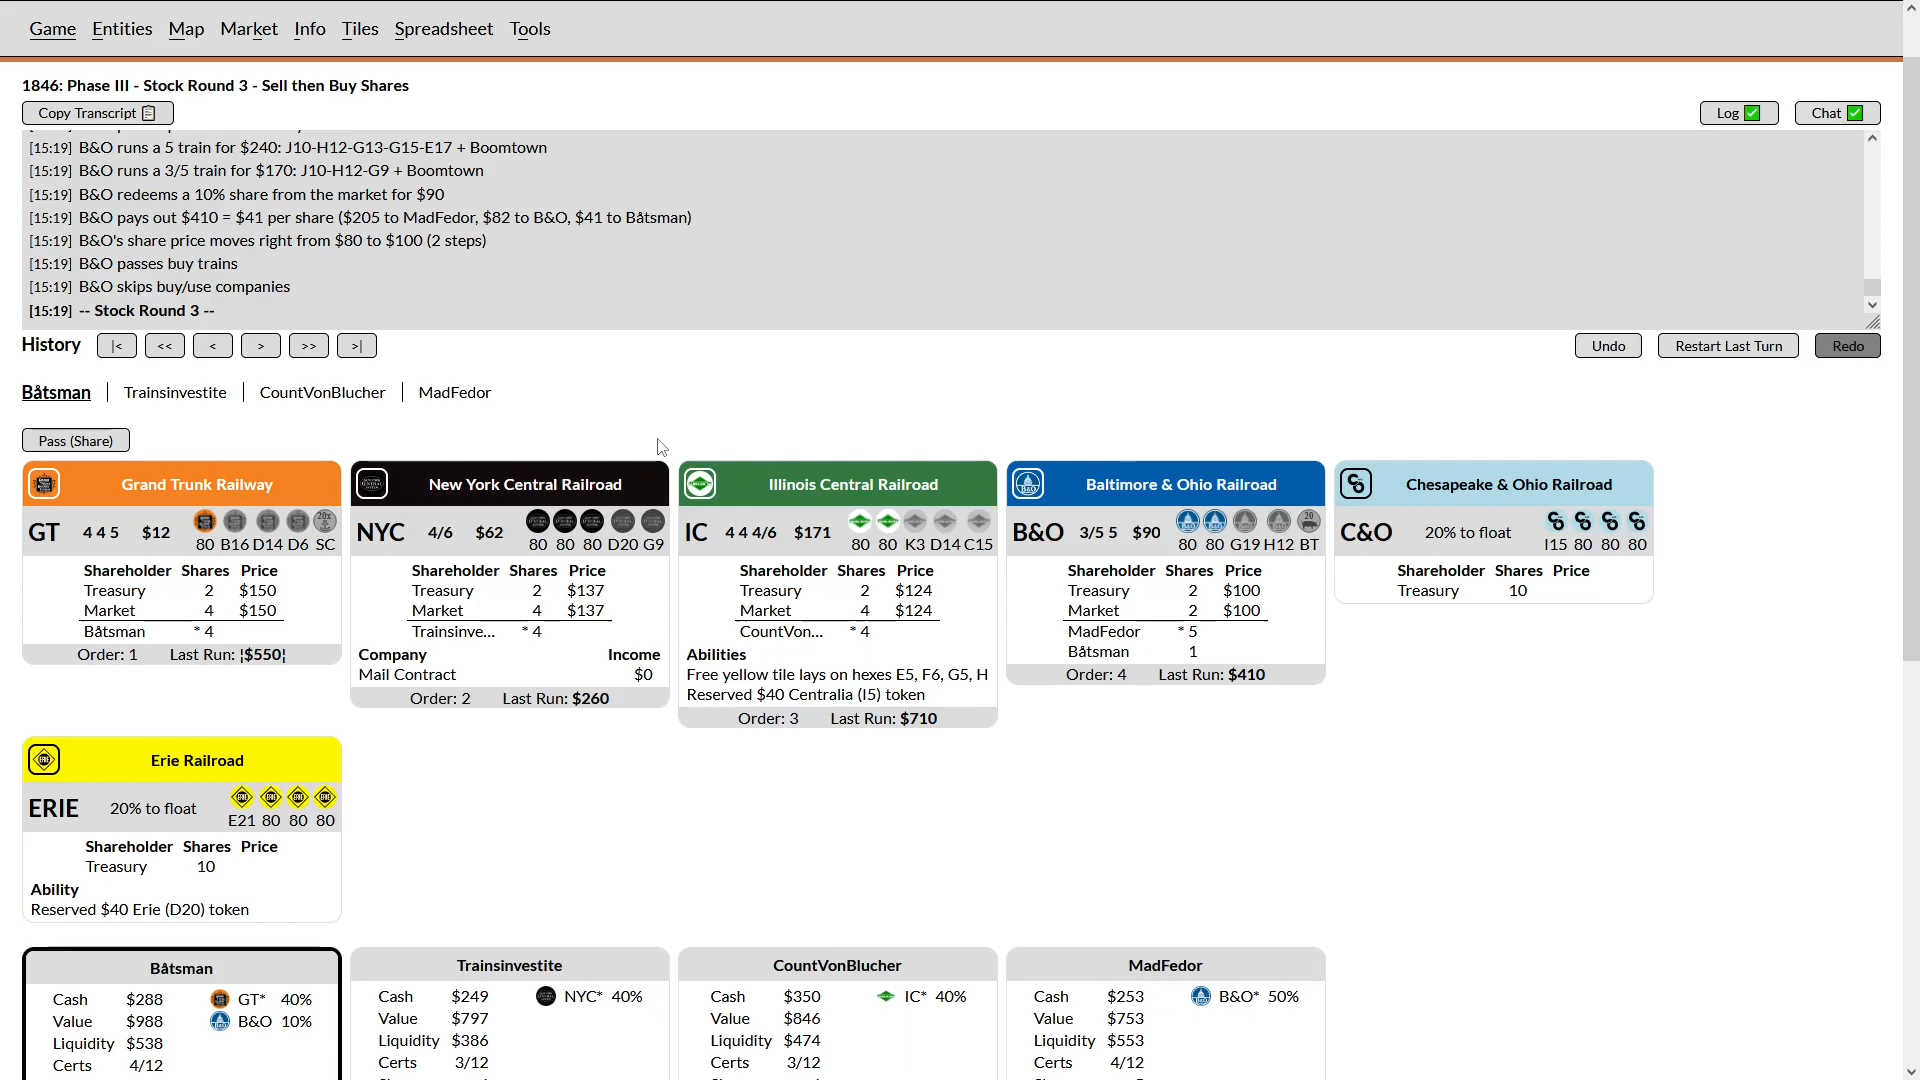 Game Entities Map Market Info Tiles Spreadsheet Tools
1846: Phase III - Stock Round 3 - Sell then Buy Shares
Copy Transcript
Log Chat
[15:19] B&O runs a 5 train for $240: J10-H12-G13-G15-E17 + Boomtown
[15:19] B&O runs a 3/5 train for $170: J10-H12-G9 + Boomtown
[15:19] B&O redeems a 10% share from the market for $90
[15:19] B&O pays out $410 = $41 per share ($205 to MadFedor, $82 to B&O, $41 to Båtsman)
[15:19] B&O's share price moves right from $80 to $100 (2 steps)
[15:19] B&O passes buy trains
[15:19] B&O skips buy/use companies
[15:19] -- Stock Round 3 --
History |< << < > >> >| Undo Restart Last Turn Redo
Båtsman Trainsinvestite CountVonBlucher MadFedor
Pass (Share)
Grand Trunk Railway
GT 4 4 5 $12 80 B16 D14 D6 SC
20x
Shareholder Shares Price
Treasury 2 $150
Market 4 $150
Båtsman * 4
Order: 1 Last Run: ¦$550¦
New York Central Railroad
NYC 4/6 $62 80 80 80 D20 G9
Shareholder Shares Price
Treasury 2 $137
Market 4 $137
Trainsinve... * 4
Company Income
Mail Contract $0
Order: 2 Last Run: $260
Illinois Central Railroad
IC 4 4 4/6 $171 80 80 K3 D14 C15
Shareholder Shares Price
Treasury 2 $124
Market 4 $124
CountVon... * 4
Abilities
Free yellow tile lays on hexes E5, F6, G5, H
Reserved $40 Centralia (I5) token
Order: 3 Last Run: $710
Baltimore & Ohio Railroad
B&O 3/5 5 $90 80 80 G19 H12 BT
20
Shareholder Shares Price
Treasury 2 $100
Market 2 $100
MadFedor * 5
Båtsman 1
Order: 4 Last Run: $410
Chesapeake & Ohio Railroad
C&O 20% to float I15 80 80 80
Shareholder Shares Price
Treasury 10
Erie Railroad
ERIE 20% to float E21 80 80 80
Shareholder Shares Price
Treasury 10
Ability
Reserved $40 Erie (D20) token
Båtsman
Cash $288 GT* 40%
Value $988 B&O 10%
Liquidity $538
Certs 4/12
Trainsinvestite
Cash $249 NYC* 40%
Value $797
Liquidity $386
Certs 3/12
CountVonBlucher
Cash $350 IC* 40%
Value $846
Liquidity $474
Certs 3/12
MadFedor
Cash $253 B&O* 50%
Value $753
Liquidity $553
Certs 4/12